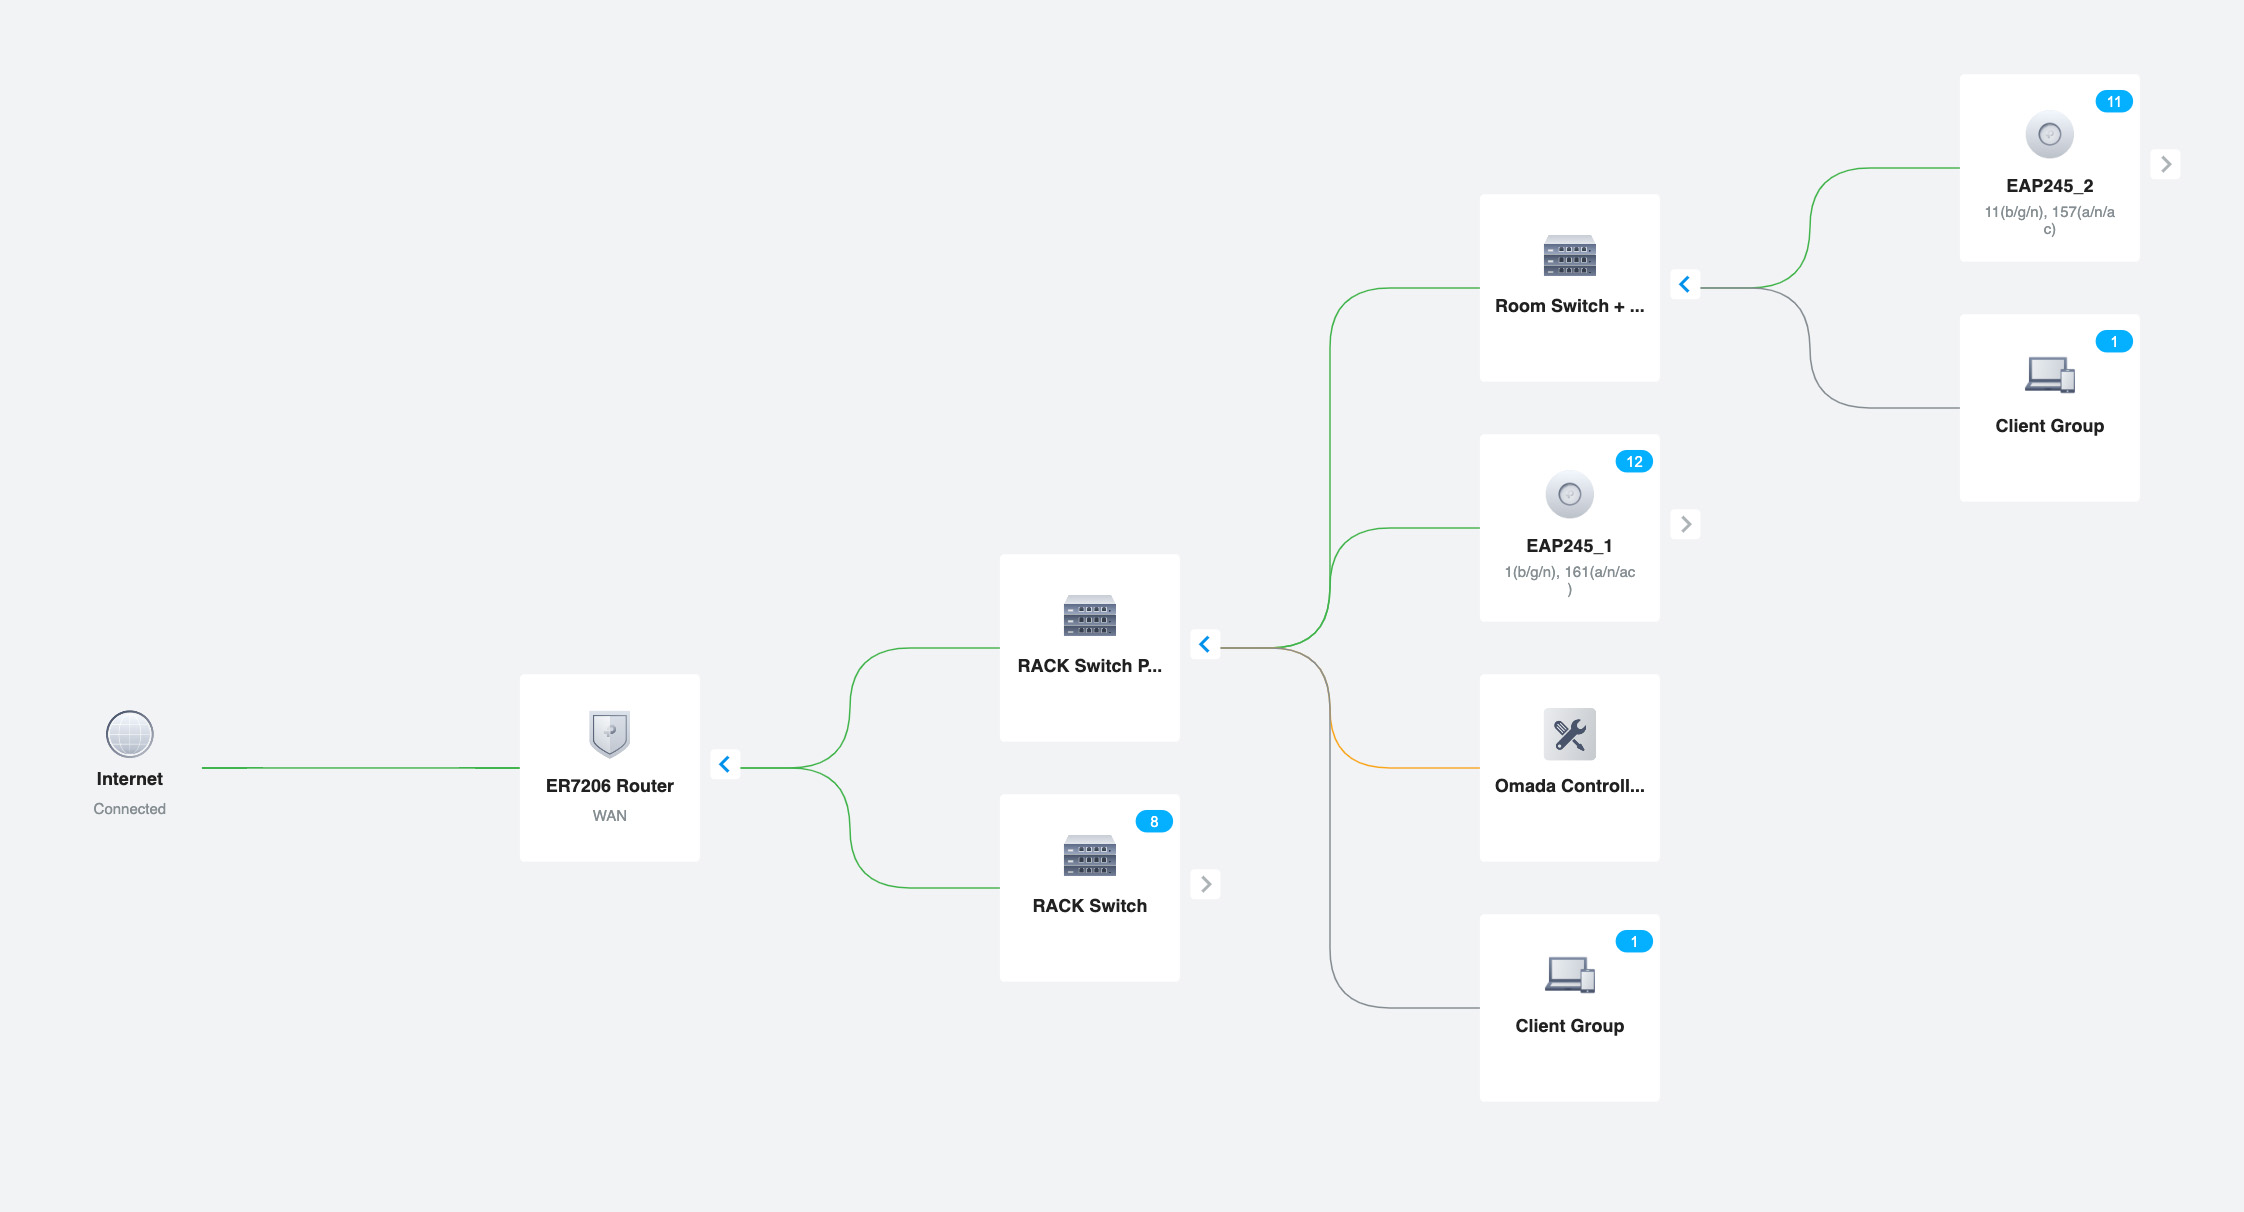 Internet
Connected
ER7206 Router
WAN
RACK Switch P...
8
RACK Switch
Room Switch + ...
12
EAP245_1
1(b/g/n), 161(a/n/ac
)
Omada Controll...
1
Client Group
11
EAP245_2
11(b/g/n), 157(a/n/a
c)
1
Client Group